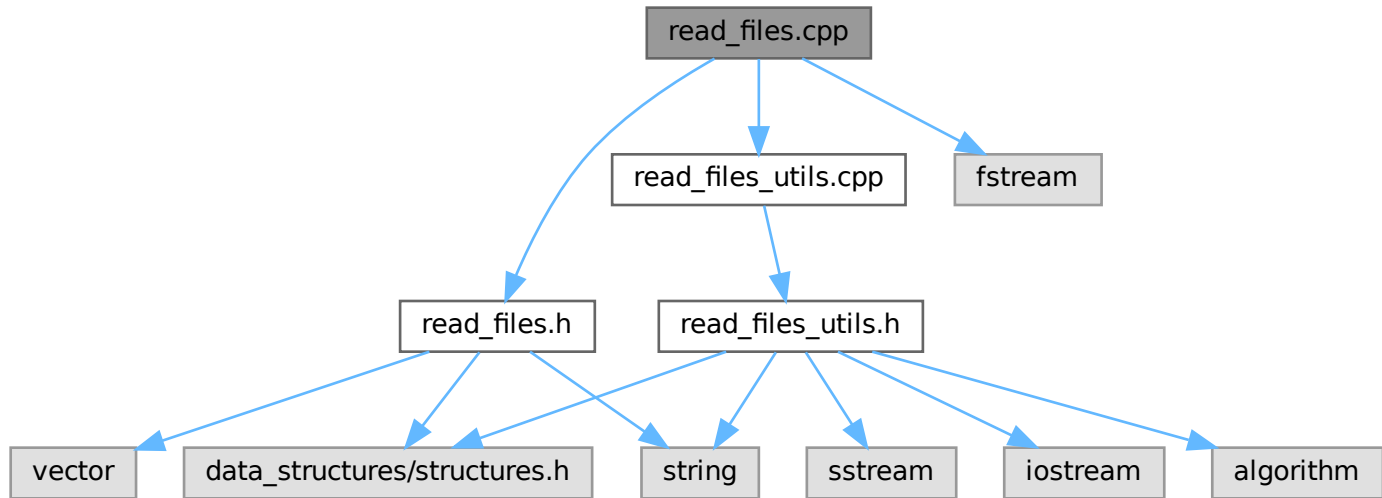 read_files.cpp
read_files_utils.cpp
fstream
read_files.h
read_files_utils.h
vector
data_structures/structures.h
string
sstream
iostream
algorithm